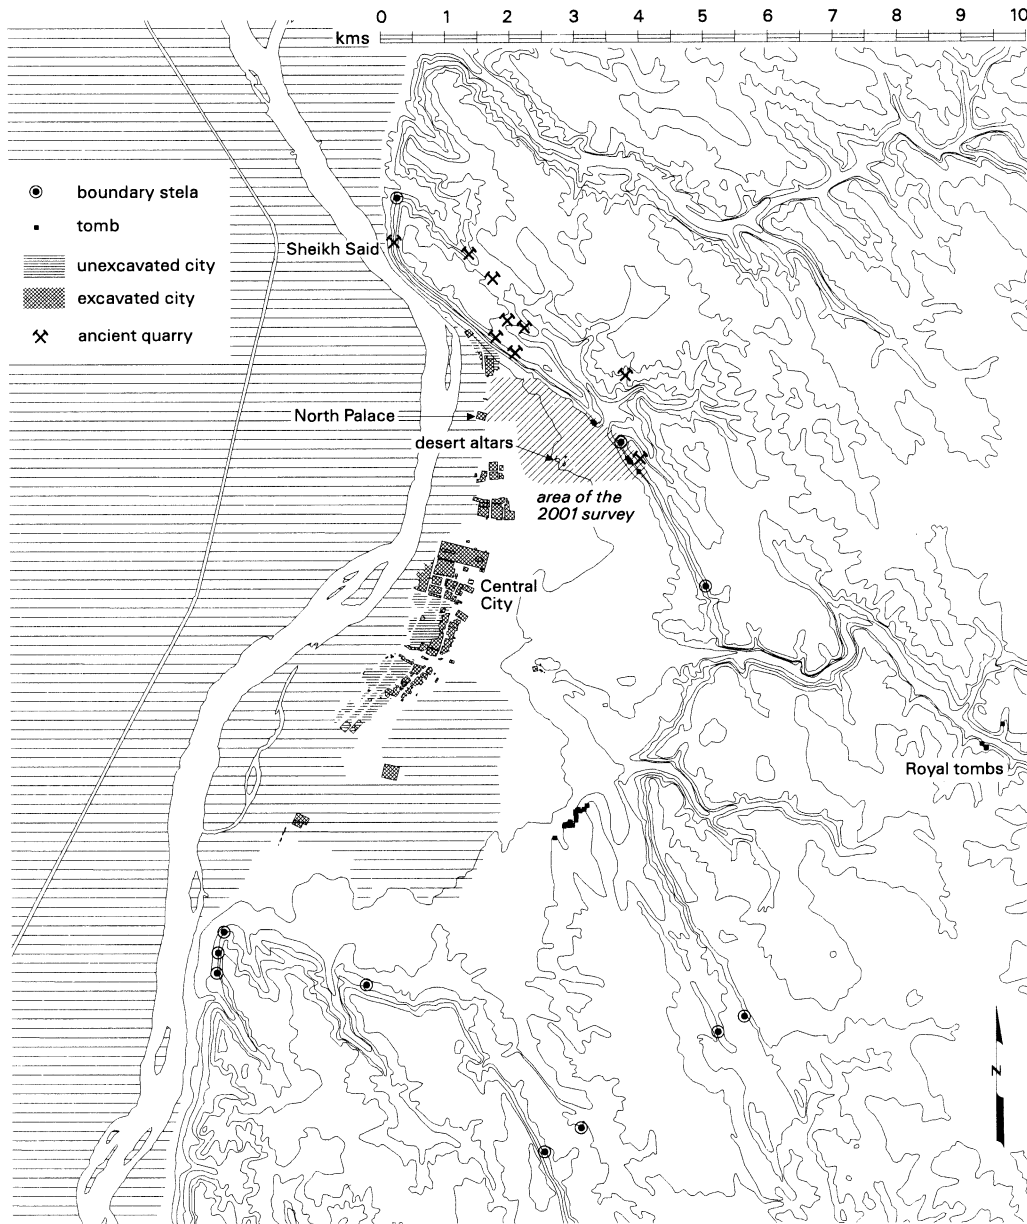 0 1 2 3 4 5 6 7 8 9 10
kms
boundary stela
tomb
Sheikh Said
unexcavated city
excavated city
ancient quarry
North Palace
desert altars
area of the
2001 survey
Central
City
Royal tombs
N